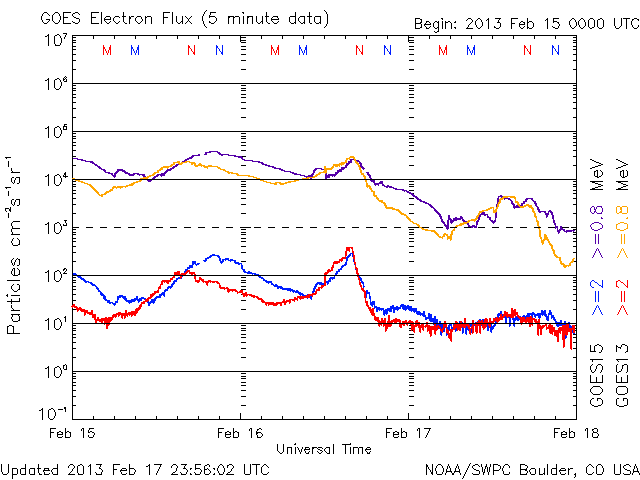 GOES Electron Flux (5 minute data)
Begin: 2013 Feb 15 0000 UTC
10⁷
M M N N M M N N M M N N
10⁶
10⁵
10⁴
10³
10²
10¹
10⁰
10⁻¹
Particles cm⁻²s⁻¹sr⁻¹
Feb 15 Feb 16 Feb 17 Feb 18
Universal Time
GOES15 >=2 >=0.8 MeV
GOES13 >=2 >=0.8 MeV
Updated 2013 Feb 17 23:56:02 UTC
NOAA/SWPC Boulder, CO USA